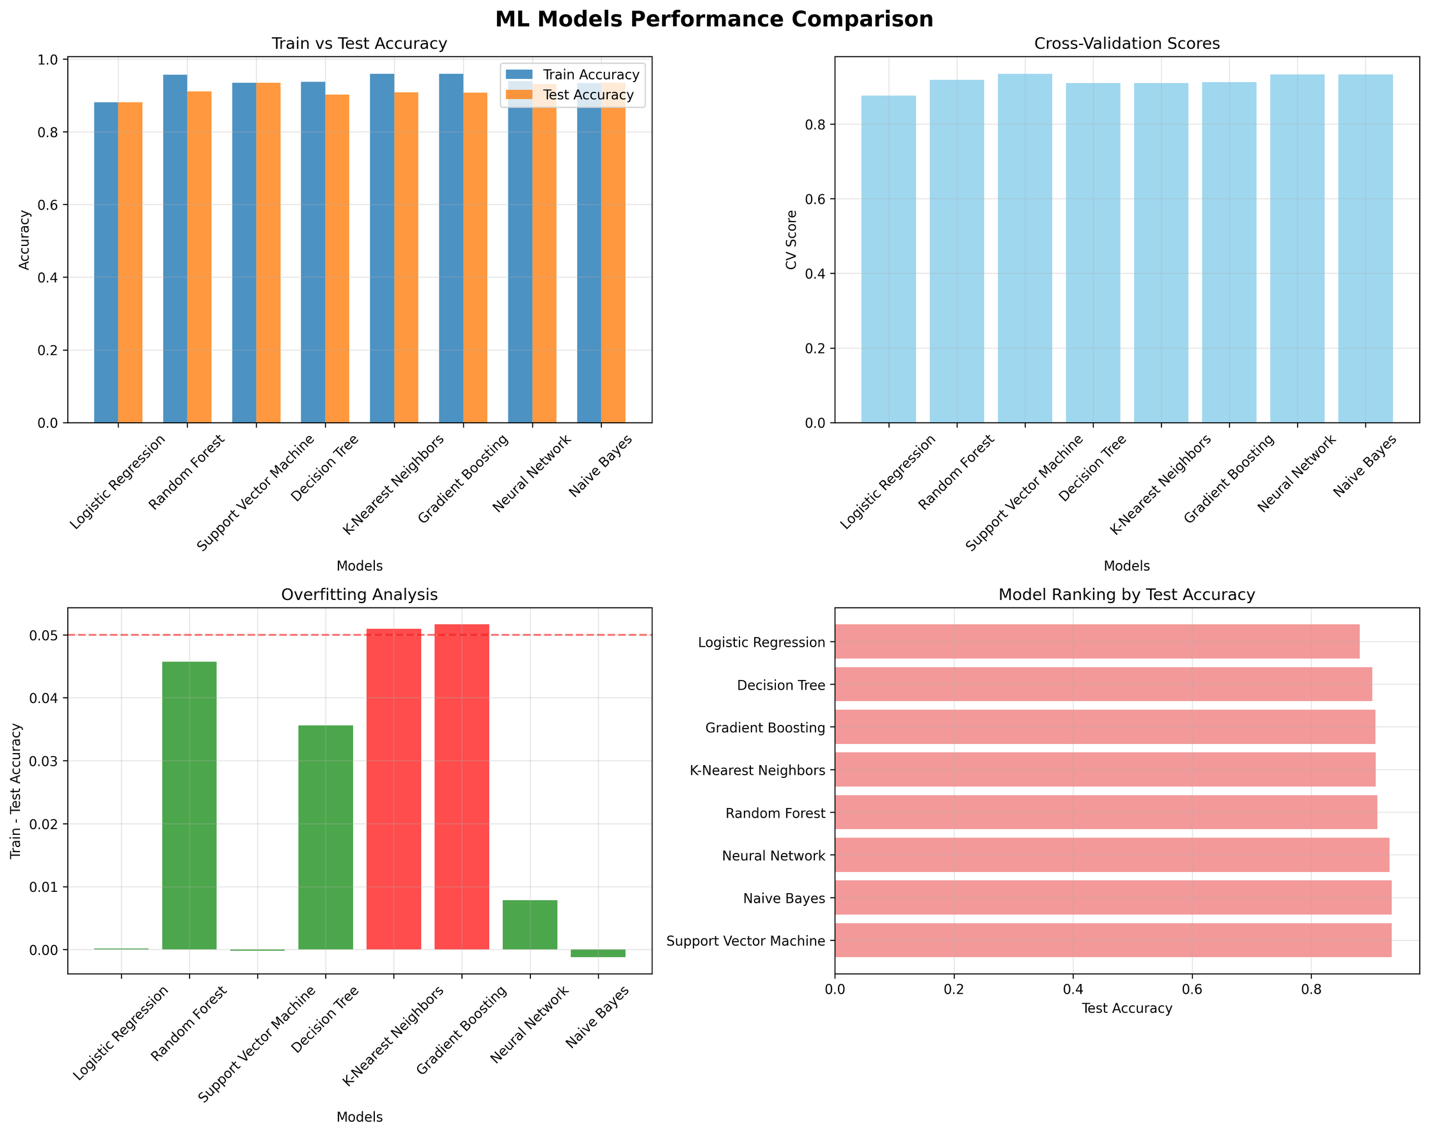 ML Models Performance Comparison
Train vs Test Accuracy
Accuracy
1.0
0.8
0.6
0.4
0.2
0.0
Train Accuracy
Test Accuracy
Logistic Regression
Random Forest
Support Vector Machine
Decision Tree
K-Nearest Neighbors
Gradient Boosting
Neural Network
Naive Bayes
Models
Cross-Validation Scores
CV Score
0.8
0.6
0.4
0.2
0.0
Logistic Regression
Random Forest
Support Vector Machine
Decision Tree
K-Nearest Neighbors
Gradient Boosting
Neural Network
Naive Bayes
Models
Overfitting Analysis
Train - Test Accuracy
0.05
0.04
0.03
0.02
0.01
0.00
Logistic Regression
Random Forest
Support Vector Machine
Decision Tree
K-Nearest Neighbors
Gradient Boosting
Neural Network
Naive Bayes
Models
Model Ranking by Test Accuracy
Logistic Regression
Decision Tree
Gradient Boosting
K-Nearest Neighbors
Random Forest
Neural Network
Naive Bayes
Support Vector Machine
0.0
0.2
0.4
0.6
0.8
Test Accuracy